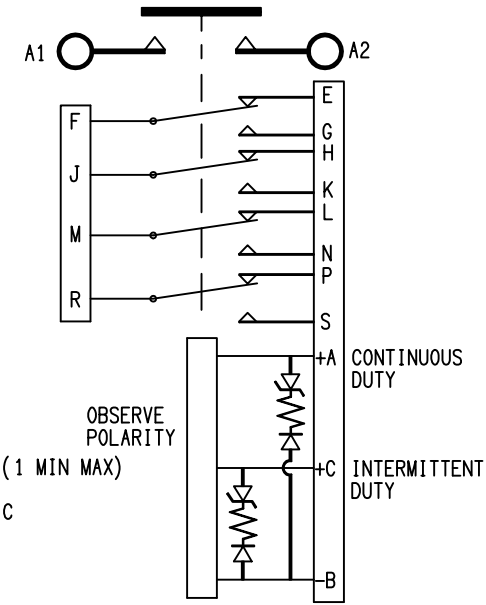 A1
A2
E
F
G
H
J
K
L
M
N
P
R
S
+A CONTINUOUS
DUTY
OBSERVE
POLARITY
(1 MIN MAX)
+C INTERMITTENT
DUTY
C
-B